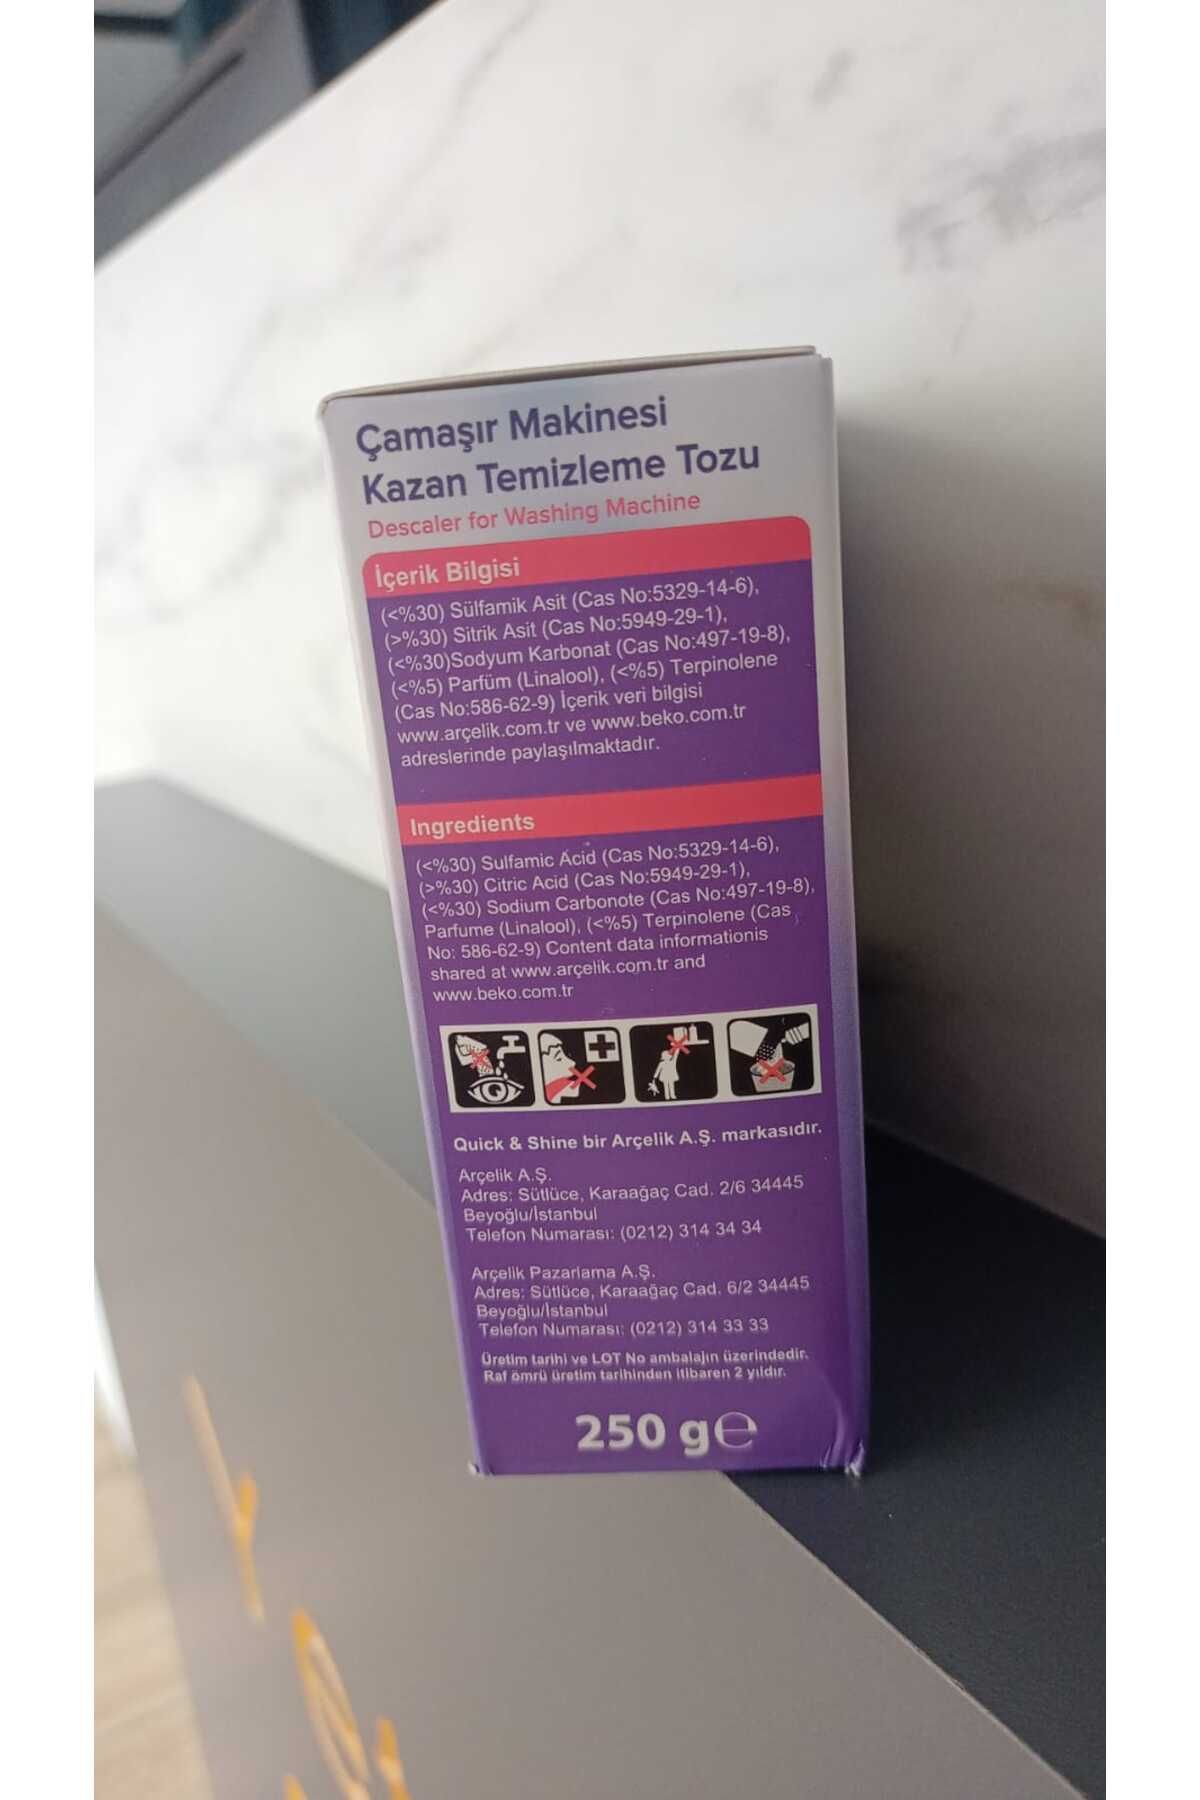 Çamaşır Makinesi
Kazan Temizleme Tozu
Descaler for Washing Machine
İçerik Bilgisi
(<%30) Sülfamik Asit (Cas No:5329-14-6),
(>%30) Sitrik Asit (Cas No:5949-29-1),
(<%30)Sodyum Karbonat (Cas No:497-19-8),
(<%5) Parfüm (Linalool), (<%5) Terpinolene
(Cas No:586-62-9) İçerik veri bilgisi
www.arçelik.com.tr ve www.beko.com.tr
adreslerinde paylaşılmaktadır.
Ingredients
(<%30) Sulfamic Acid (Cas No:5329-14-6),
(>%30) Citric Acid (Cas No:5949-29-1),
(<%30) Sodium Carbonote (Cas No:497-19-8),
Parfume (Linalool), (<%5) Terpinolene (Cas
No: 586-62-9) Content data informationis
shared at www.arçelik.com.tr and
www.beko.com.tr
Quick & Shine bir Arçelik A.Ş. markasıdır.
Arçelik A.Ş.
Adres: Sütlüce, Karaağaç Cad. 2/6 34445
Beyoğlu/İstanbul
Telefon Numarası: (0212) 314 34 34
Arçelik Pazarlama A.Ş.
Adres: Sütlüce, Karaağaç Cad. 6/2 34445
Beyoğlu/İstanbul
Telefon Numarası: (0212) 314 33 33
Üretim tarihi ve LOT No ambalajın üzerindedir.
Raf ömrü üretim tarihinden itibaren 2 yıldır.
250 g℮